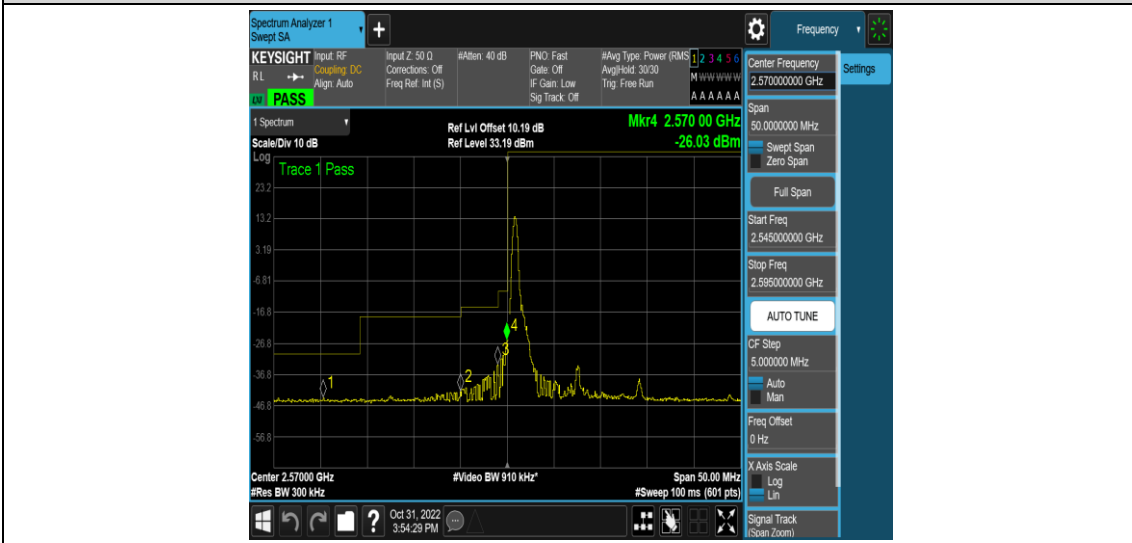 Spectrum Analyzer 1
Swept SA
+
Frequency
KEYSIGHT
RL
LXI
PASS
Input: RF
Coupling: DC
Align: Auto
Input Z: 50 Ω
Corrections: Off
Freq Ref: Int (S)
#Atten: 40 dB
PNO: Fast
Gate: Off
IF Gain: Low
Sig Track: Off
#Avg Type: Power (RMS
Avg|Hold: 30/30
Trig: Free Run
1 2 3 4 5 6
M W W W W W
A A A A A A
1 Spectrum
Scale/Div 10 dB
Ref Lvl Offset 10.19 dB
Ref Level 33.19 dBm
Mkr4 2.570 00 GHz
-26.03 dBm
Log
Trace 1 Pass
23.2
13.2
3.19
-6.81
-16.8
-26.8
-36.8
-46.8
-56.8
1
2
3
4
Center 2.57000 GHz
#Res BW 300 kHz
#Video BW 910 kHz*
Span 50.00 MHz
#Sweep 100 ms (601 pts)
?
Oct 31, 2022
3:54:29 PM
Center Frequency
2.570000000 GHz
Settings
Span
50.0000000 MHz
Swept Span
Zero Span
Full Span
Start Freq
2.545000000 GHz
Stop Freq
2.595000000 GHz
AUTO TUNE
CF Step
5.000000 MHz
Auto
Man
Freq Offset
0 Hz
X Axis Scale
Log
Lin
Signal Track
(Span Zoom)